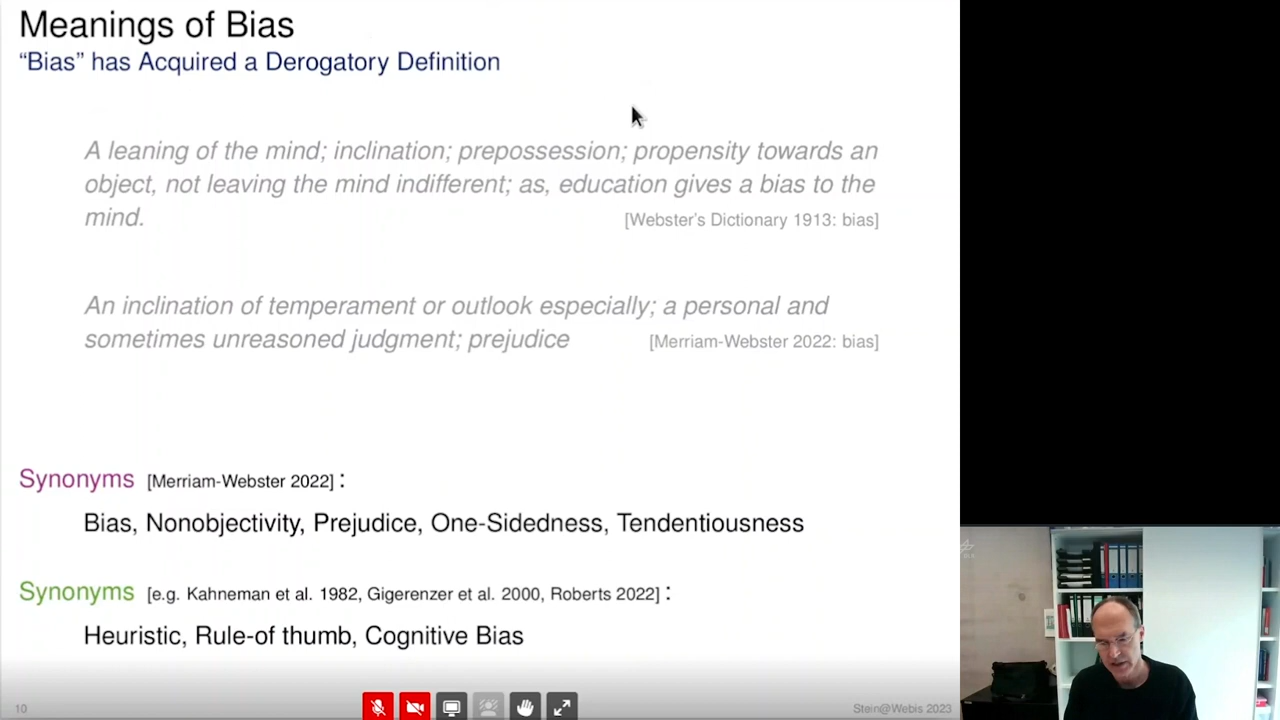 Meanings of Bias
“Bias” has Acquired a Derogatory Definition
A leaning of the mind; inclination; prepossession; propensity towards an
object, not leaving the mind indifferent; as, education gives a bias to the
mind. [Webster's Dictionary 1913: bias]
An inclination of temperament or outlook especially; a personal and
sometimes unreasoned judgment; prejudice [Merriam-Webster 2022: bias]
Synonyms [Merriam-Webster 2022] :
Bias, Nonobjectivity, Prejudice, One-Sidedness, Tendentiousness
Synonyms [e.g. Kahneman et al. 1982, Gigerenzer et al. 2000, Roberts 2022] :
Heuristic, Rule-of thumb, Cognitive Bias
10 Stein@Webis 2023